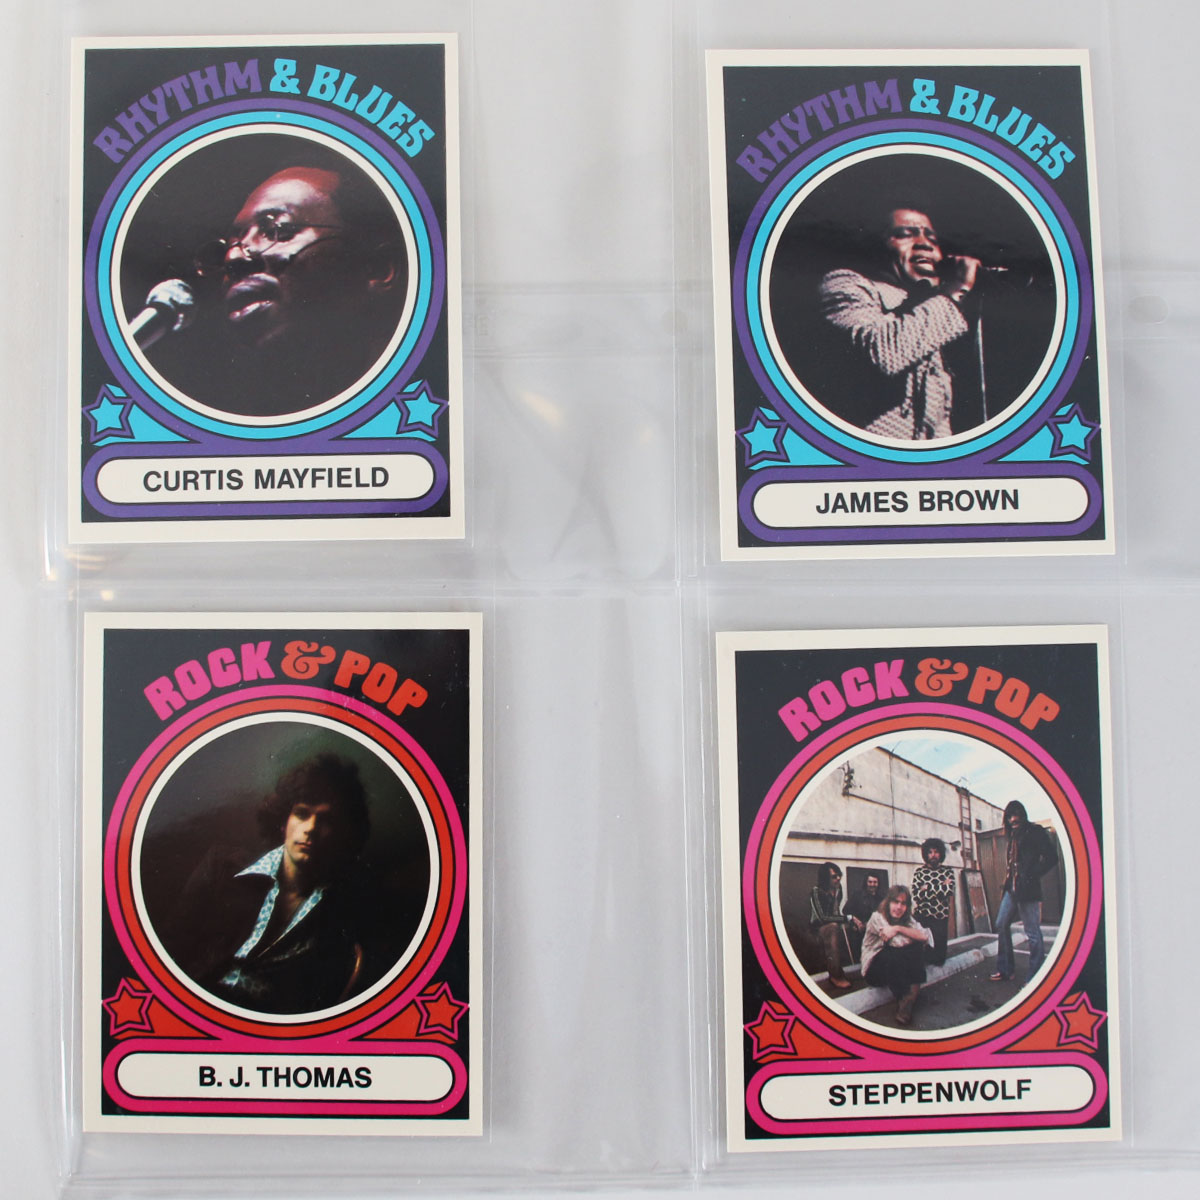 RHYTHM & BLUES
CURTIS MAYFIELD
RHYTHM & BLUES
JAMES BROWN
ROCK & POP
B. J. THOMAS
ROCK & POP
STEPPENWOLF